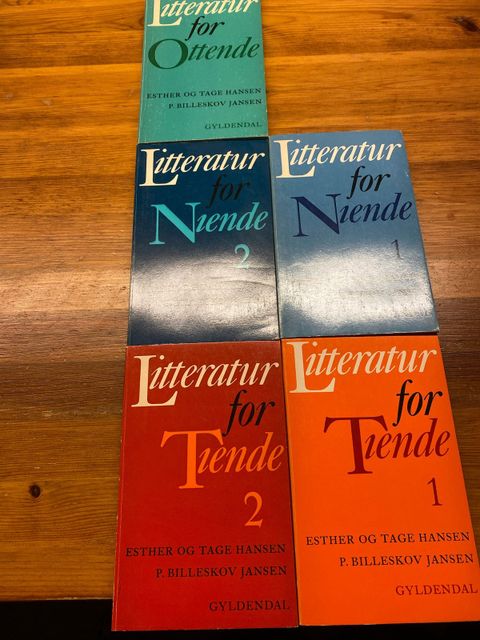 Litteratur
for
Ottende
ESTHER OG TAGE HANSEN
P. BILLESKOV JANSEN
GYLDENDAL
Litteratur
for
Niende
2
Litteratur
for
Niende
1
Litteratur
for
Tiende
2
ESTHER OG TAGE HANSEN
P. BILLESKOV JANSEN
GYLDENDAL
Litteratur
for
Tiende
1
ESTHER OG TAGE HANSEN
P. BILLESKOV JANSEN
GYLDENDAL